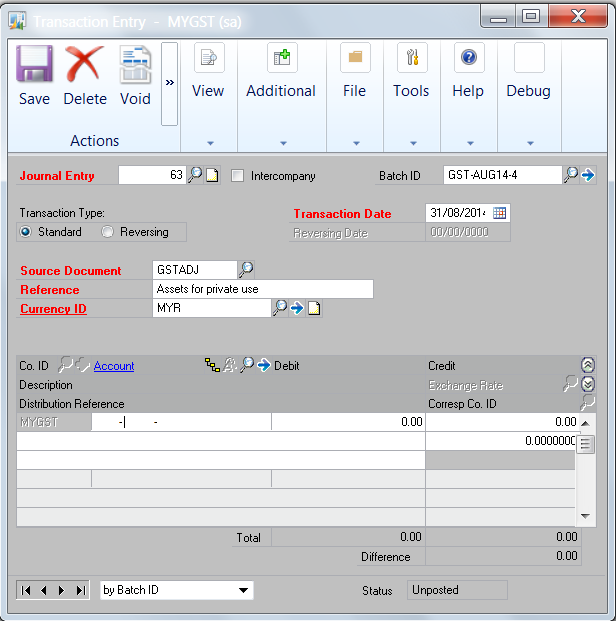 Transaction Entry - MYGST (sa)
Save Delete Void » View Additional File Tools Help Debug
Actions
Journal Entry 63 Intercompany Batch ID GST-AUG14-4
Transaction Type: Transaction Date 31/08/201
Standard Reversing Reversing Date 00/00/0000
Source Document GSTADJ
Reference Assets for private use
Currency ID MYR
Co. ID Account Debit Credit
Description Exchange Rate
Distribution Reference Corresp Co. ID
MYGST - - 0.00 0.00
0.0000000
Total 0.00 0.00
Difference 0.00
by Batch ID Status Unposted